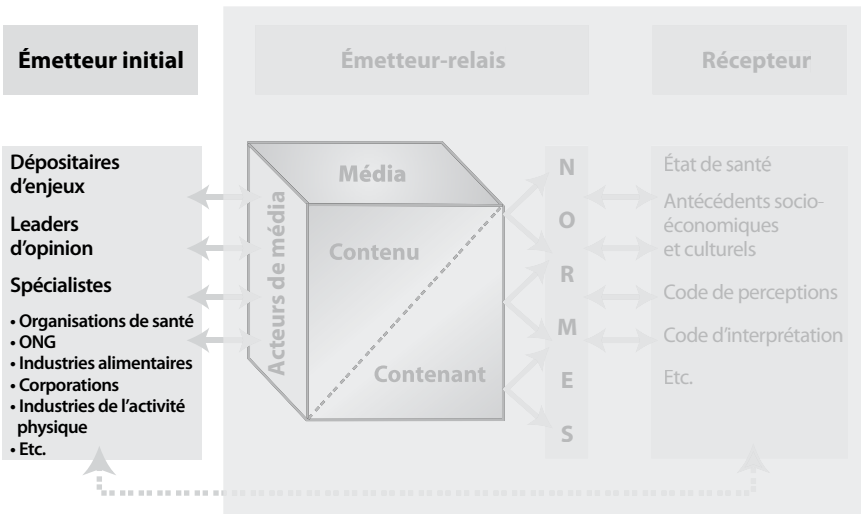 Émetteur initial
Émetteur-relais
Récepteur
Dépositaires
d'enjeux
Leaders
d'opinion
Spécialistes
• Organisations de santé
• ONG
• Industries alimentaires
• Corporations
• Industries de l'activité
physique
• Etc.
Acteurs de média
Média
Contenu
Contenant
N
O
R
M
E
S
État de santé
Antécédents socio-
économiques
et culturels
Code de perceptions
Code d'interprétation
Etc.